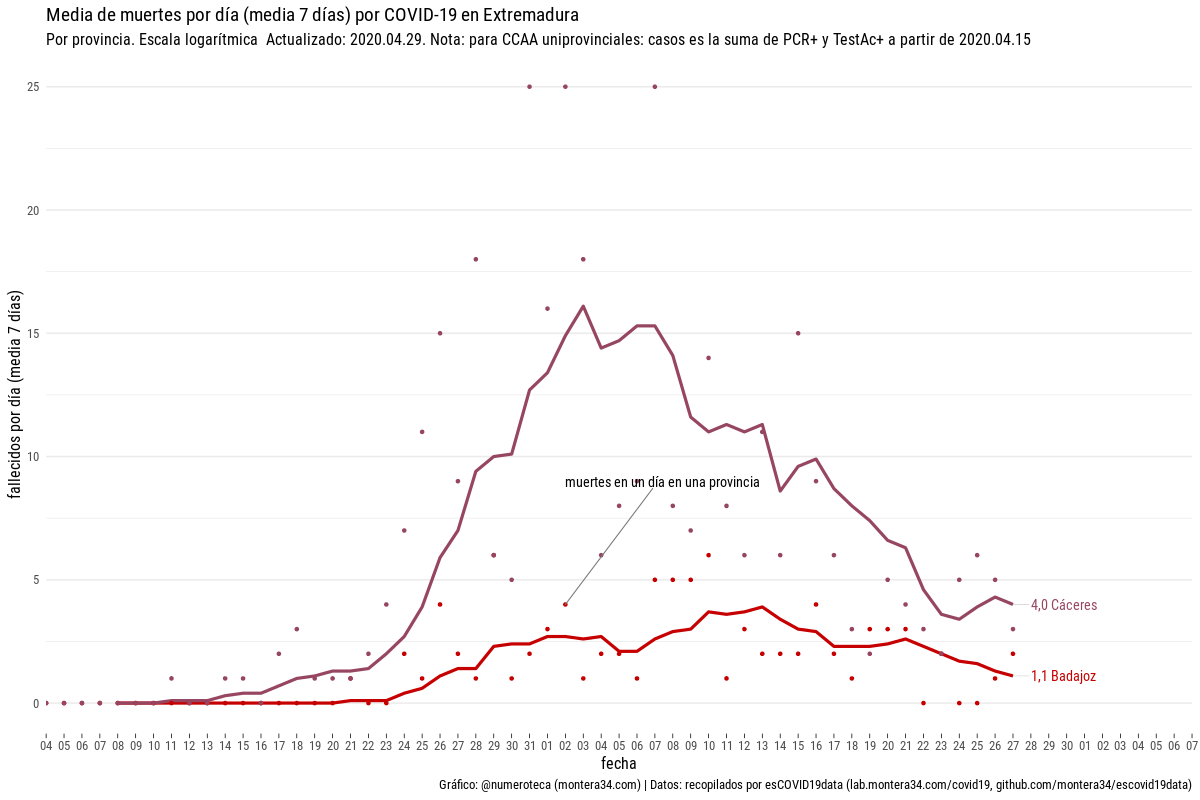 Media de muertes por día (media 7 días) por COVID-19 en Extremadura
Por provincia. Escala logarítmica  Actualizado: 2020.04.29. Nota: para CCAA uniprovinciales: casos es la suma de PCR+ y TestAc+ a partir de 2020.04.15
25
20
15
10
5
0
fallecidos por día (media 7 días)
muertes en un día en una provincia
4,0 Cáceres
1,1 Badajoz
04 05 06 07 08 09 10 11 12 13 14 15 16 17 18 19 20 21 22 23 24 25 26 27 28 29 30 31 01 02 03 04 05 06 07 08 09 10 11 12 13 14 15 16 17 18 19 20 21 22 23 24 25 26 27 28 29 30 01 02 03 04 05 06 07
fecha
Gráfico: @numeroteca (montera34.com) | Datos: recopilados por esCOVID19data (lab.montera34.com/covid19, github.com/montera34/escovid19data)